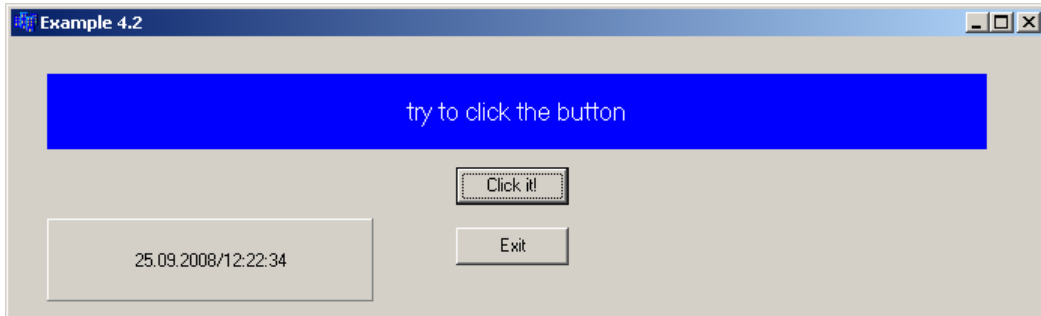 Example 4.2
try to click the button
Click it!
Exit
25.09.2008/12:22:34